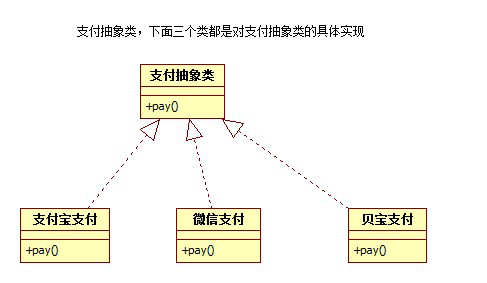 支付抽象类，下面三个类都是对支付抽象类的具体实现
支付抽象类
+pay()
支付宝支付
微信支付
贝宝支付
+pay()
+pay()
+pay()